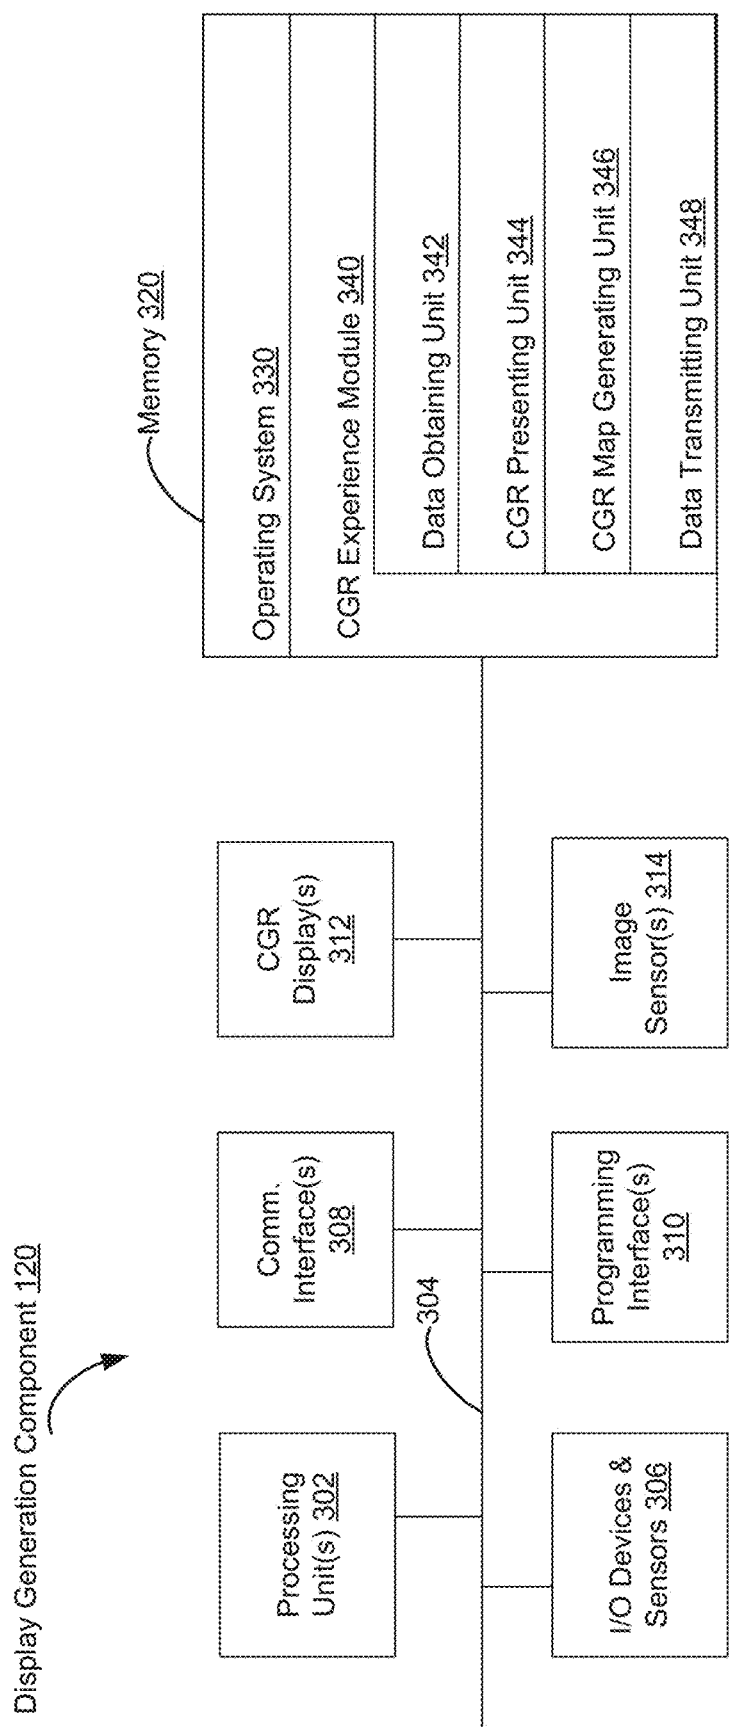 Display Generation Component 120
Processing
Unit(s) 302
Comm.
Interface(s)
308
CGR
Display(s)
312
Memory 320
Operating System 330
CGR Experience Module 340
Data Obtaining Unit 342
CGR Presenting Unit 344
CGR Map Generating Unit 346
Data Transmitting Unit 348
304
I/O Devices &
Sensors 306
Programming
Interface(s)
310
Image
Sensor(s) 314